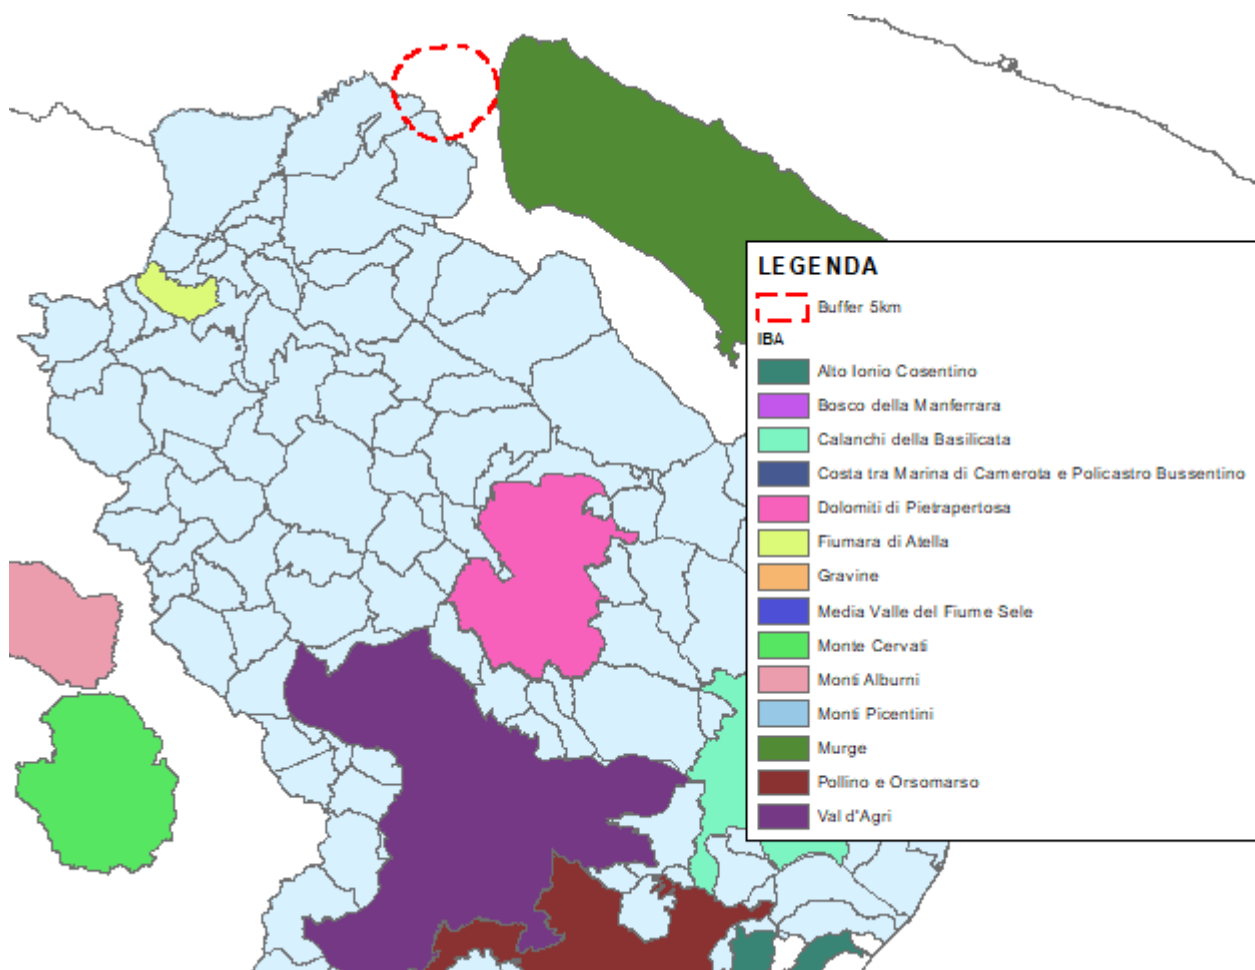 LEGENDA
Buffer 5km
IBA
Alto Ionio Cosentino
Bosco della Manferrara
Calanchi della Basilicata
Costa tra Marina di Camerota e Policastro Bussentino
Dolomiti di Pietrapertosa
Fiumara di Atella
Gravine
Media Valle del Fiume Sele
Monte Cervati
Monti Alburni
Monti Picentini
Murge
Pollino e Orsomarso
Val d'Agri